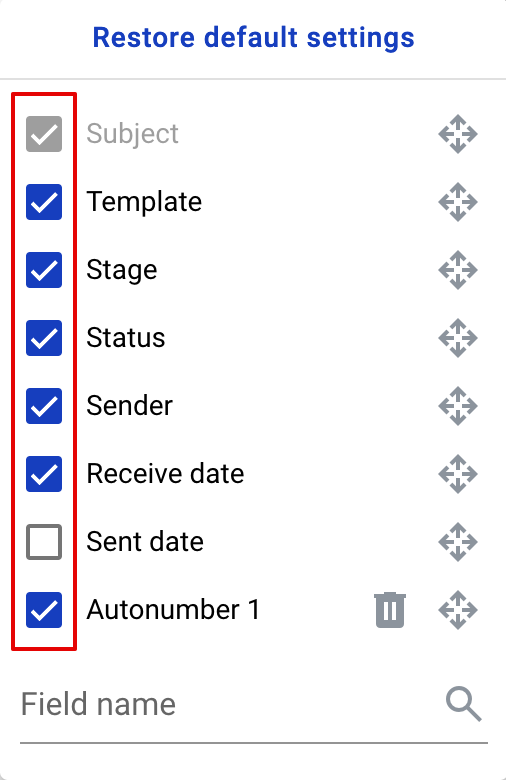 Restore default settings
Subject
Template
Stage
Status
Sender
Receive date
Sent date
Autonumber 1
Field name